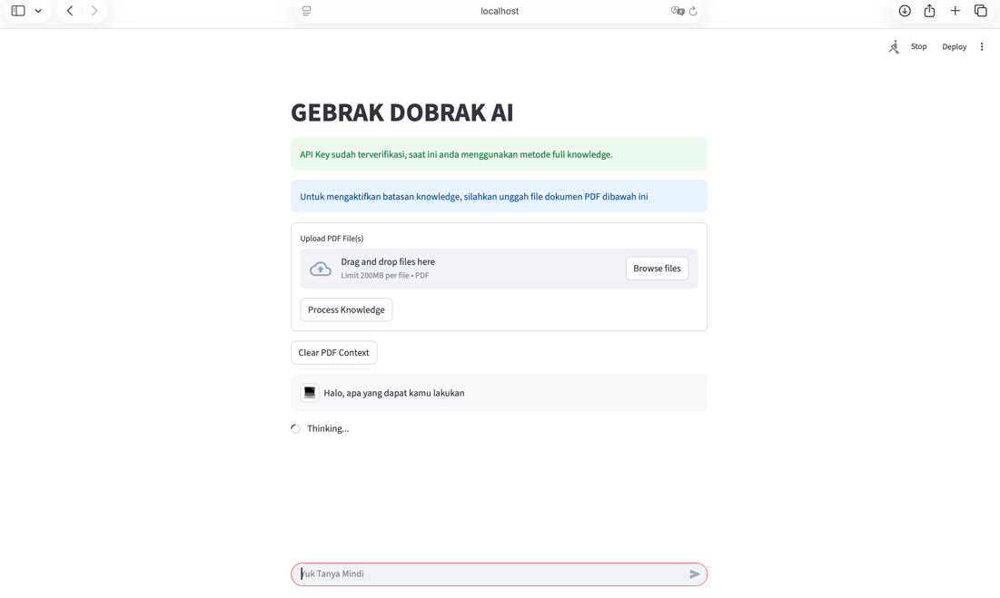 localhost
Stop Deploy
GEBRAK DOBRAK AI
API Key sudah terverifikasi, saat ini anda menggunakan metode full knowledge.
Untuk mengaktifkan batasan knowledge, silahkan unggah file dokumen PDF dibawah ini
Upload PDF File(s)
Drag and drop files here
Limit 200MB per file • PDF
Browse files
Process Knowledge
Clear PDF Context
Halo, apa yang dapat kamu lakukan
Thinking...
Yuk Tanya Mindi